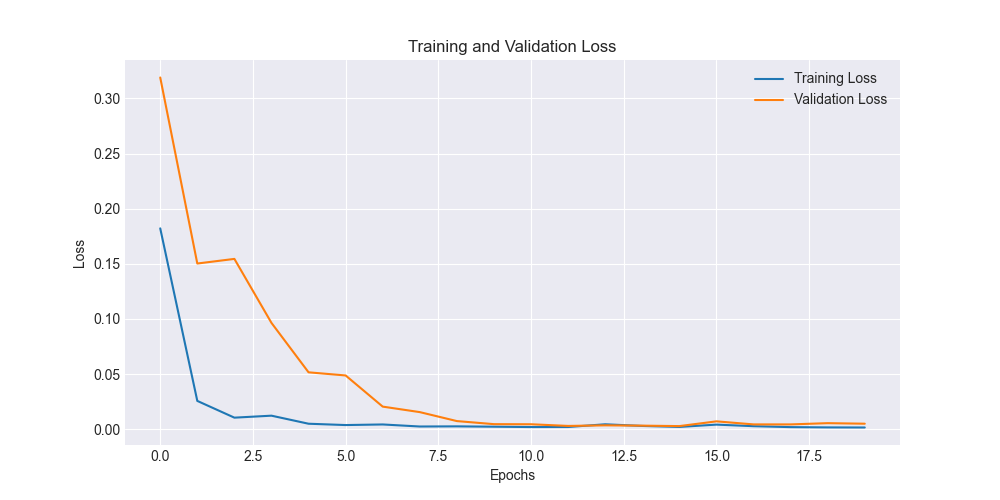 Training and Validation Loss
Training Loss
Validation Loss
0.30
0.25
0.20
0.15
0.10
0.05
0.00
Loss
0.0 2.5 5.0 7.5 10.0 12.5 15.0 17.5
Epochs